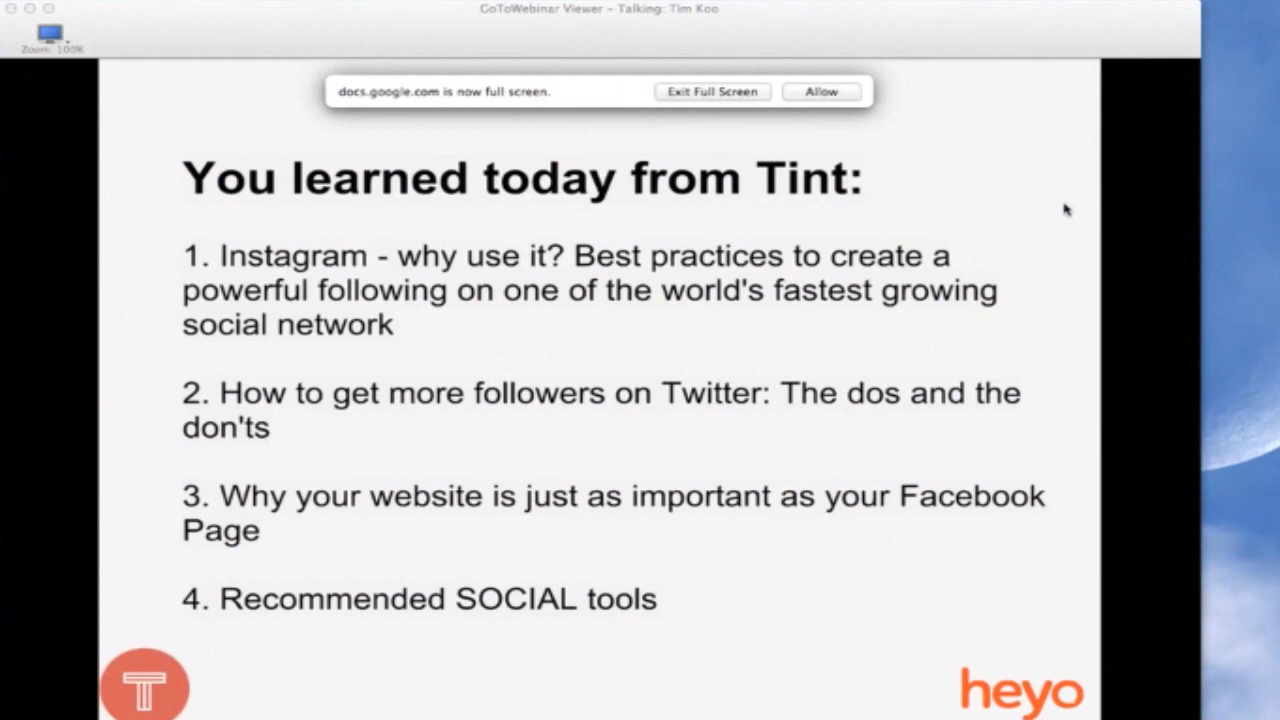 GoToWebinar Viewer - Talking: Tim Koo
Zoom: 100%
docs.google.com is now full screen.
Exit Full Screen
Allow
You learned today from Tint:
1. Instagram - why use it? Best practices to create a
powerful following on one of the world's fastest growing
social network
2. How to get more followers on Twitter: The dos and the
don'ts
3. Why your website is just as important as your Facebook
Page
4. Recommended SOCIAL tools
T
heyo